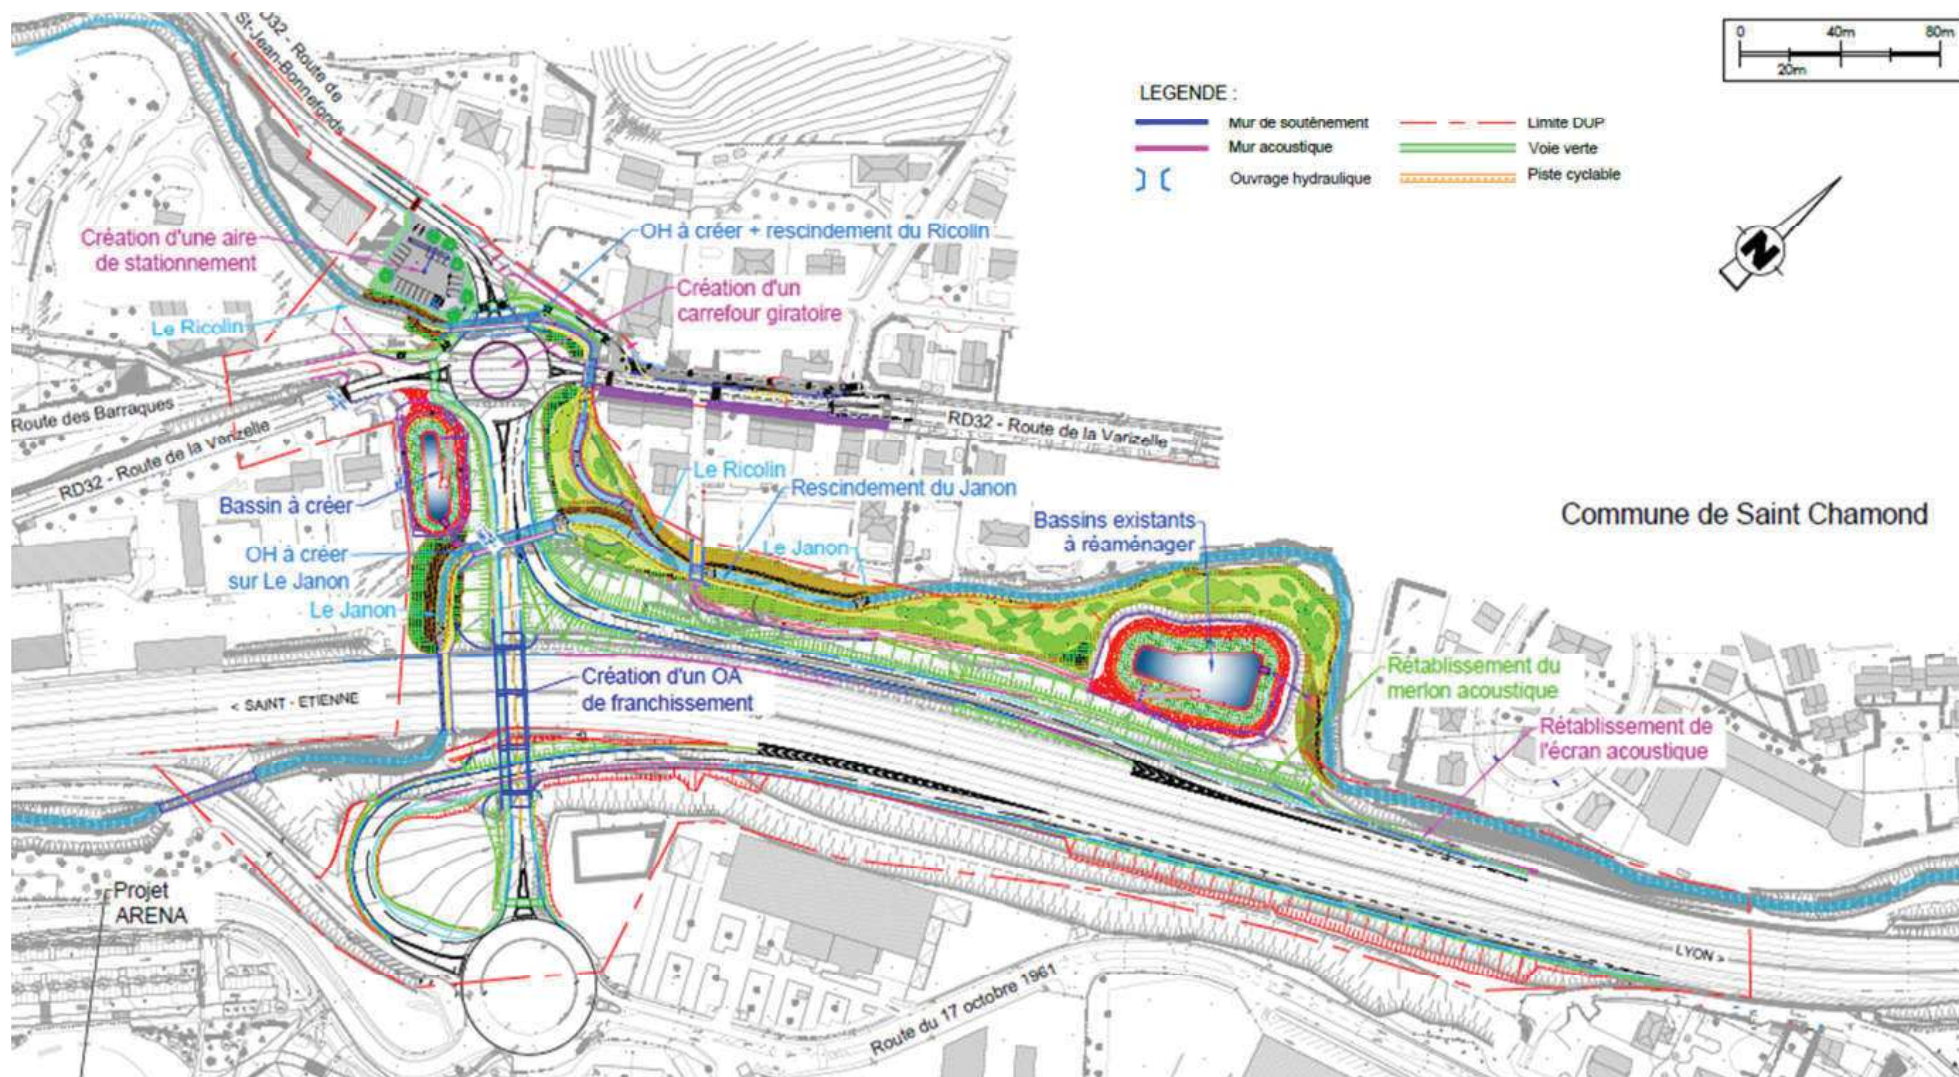 RD32 - Route de
St-Jean-Bonnefonds
0 40m 80m
20m
LEGENDE :
Mur de soutènement
Limite DUP
Mur acoustique
Voie verte
Ouvrage hydraulique
Piste cyclable
N
Création d'une aire
de stationnement
OH à créer + rescindement du Ricolin
Création d'un
carrefour giratoire
Le Ricolin
Route des Barraques
RD32 - Route de la Varizelle
RD32 - Route de la Varizelle
Bassin à créer
Le Ricolin
Rescindement du Janon
Bassins existants
à réaménager
Commune de Saint Chamond
OH à créer
sur Le Janon
Le Janon
Le Janon
Création d'un OA
de franchissement
< SAINT - ETIENNE
Rétablissement du
merlon acoustique
Rétablissement de
l'écran acoustique
Projet
ARENA
LYON >
Route du 17 octobre 1961